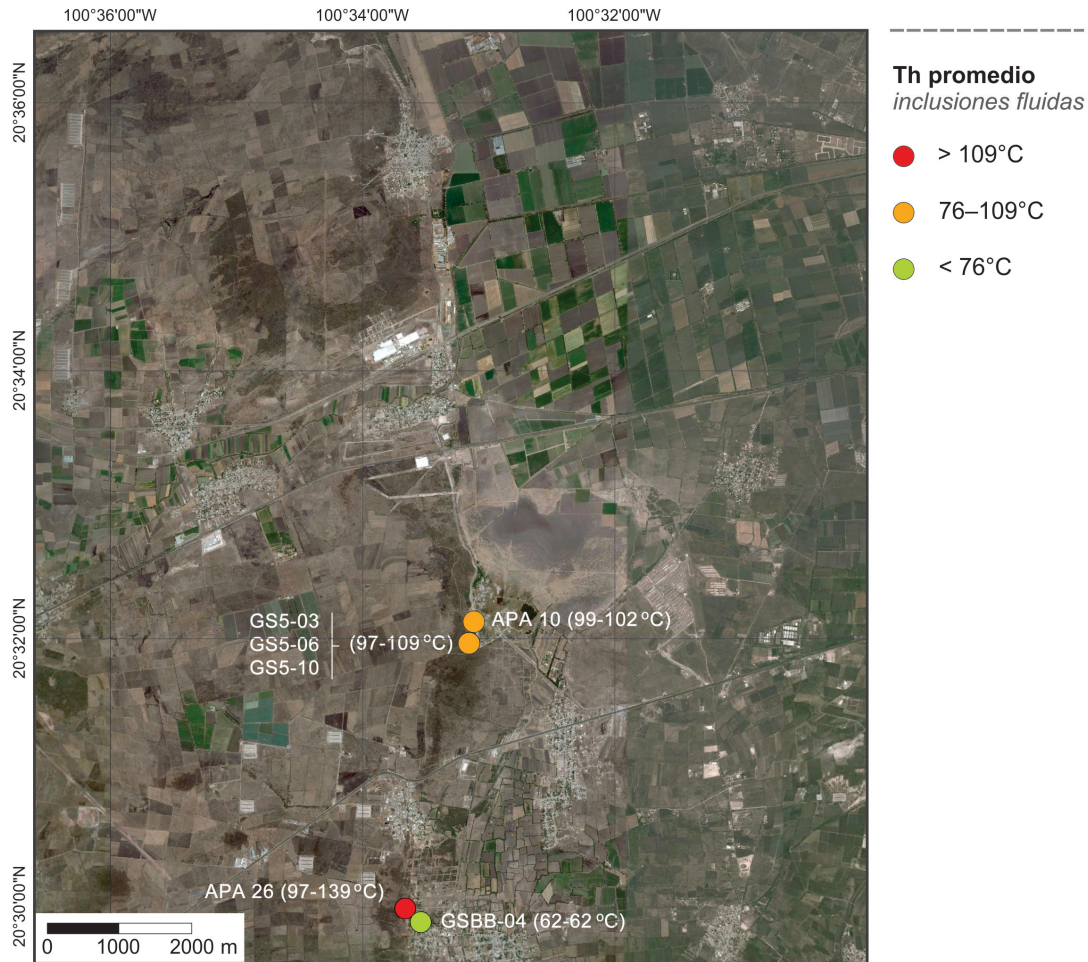 100°36'00"W 100°34'00"W 100°32'00"W
20°36'00"N
20°34'00"N
20°32'00"N
20°30'00"N
GS5-03
GS5-06
GS5-10
(97-109°C)
APA 10 (99-102°C)
APA 26 (97-139°C)
GSBB-04 (62-62°C)
0 1000 2000 m
Th promedio
inclusiones fluidas
> 109°C
76–109°C
< 76°C